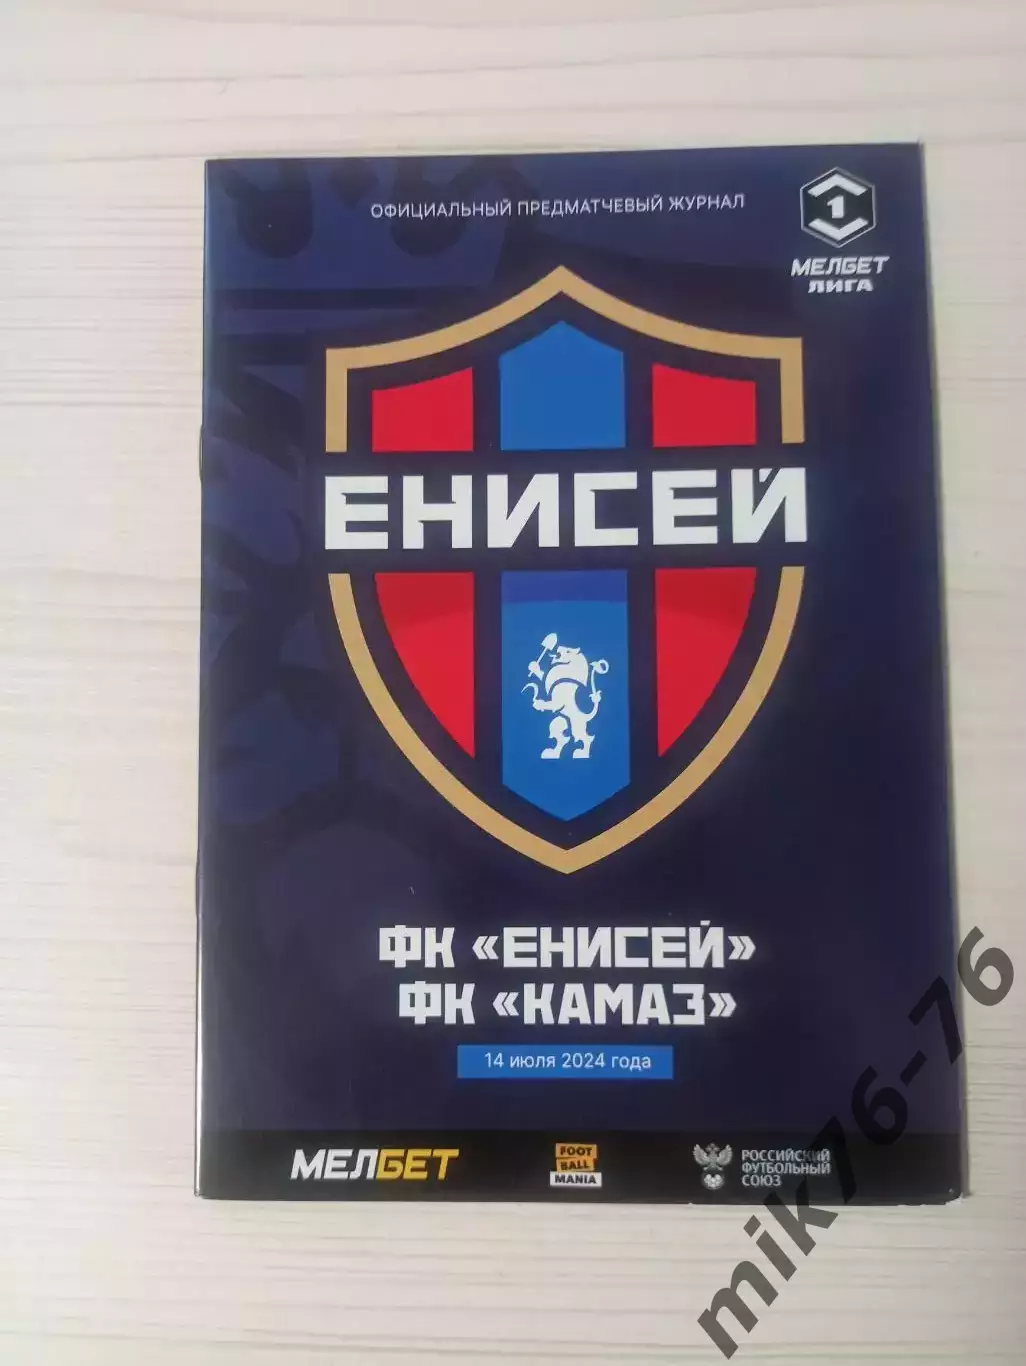 ОФИЦИАЛЬНЫЙ ПРЕДМАТЧЕВЫЙ ЖУРНАЛ
1
МЕЛБЕТ
ЛИГА
ЕНИСЕЙ
ФК «ЕНИСЕЙ»
ФК «КАМАЗ»
14 июля 2024 года
МЕЛБЕТ
FOOT
BALL
MANIA
РОССИЙСКИЙ
ФУТБОЛЬНЫЙ
СОЮЗ
mik76-76